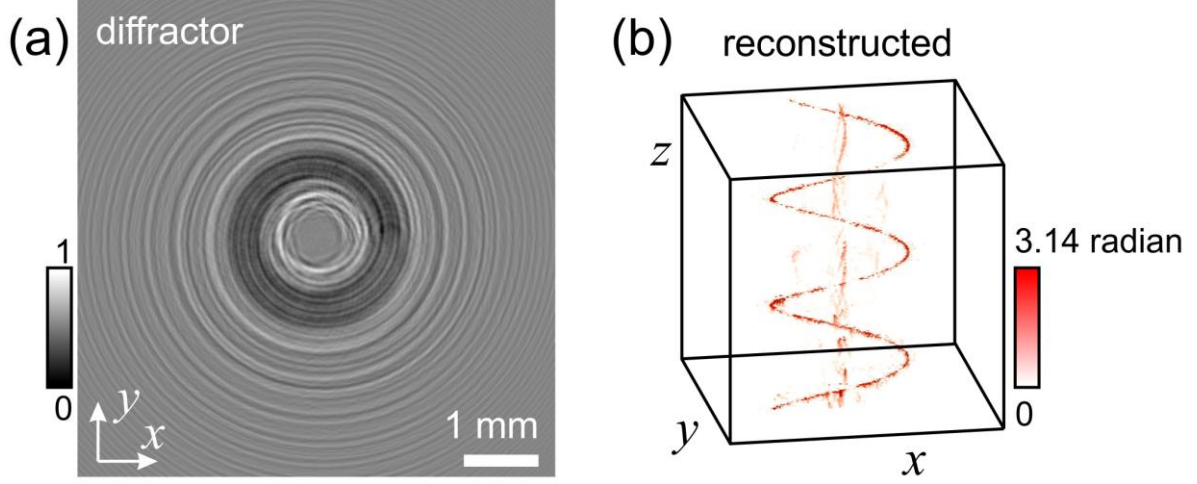 (a) diffractor
1
0
y
x
1 mm
(b) reconstructed
z
y
x
3.14 radian
0